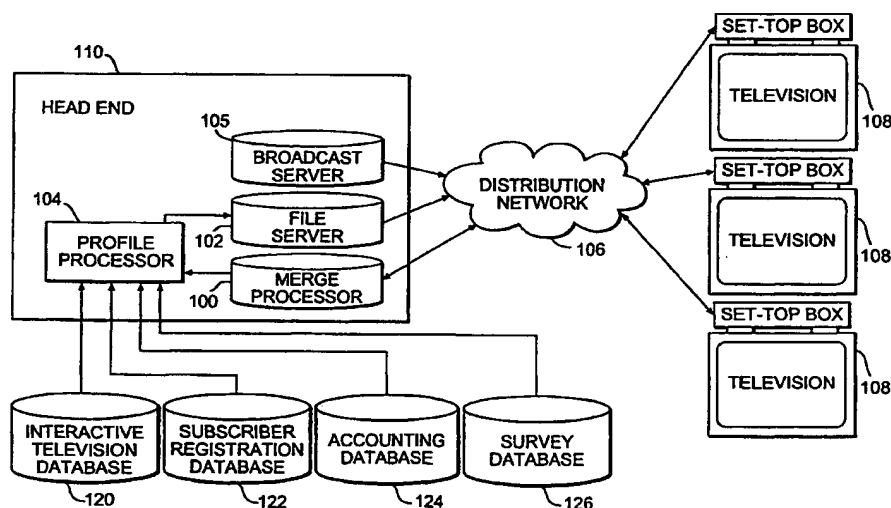 110
HEAD END
105
BROADCAST
SERVER
104
PROFILE
PROCESSOR
102
FILE
SERVER
100
MERGE
PROCESSOR
DISTRIBUTION
NETWORK
106
SET-TOP BOX
TELEVISION
108
SET-TOP BOX
TELEVISION
108
SET-TOP BOX
TELEVISION
108
INTERACTIVE
TELEVISION
DATABASE
120
SUBSCRIBER
REGISTRATION
DATABASE
122
ACCOUNTING
DATABASE
124
SURVEY
DATABASE
126